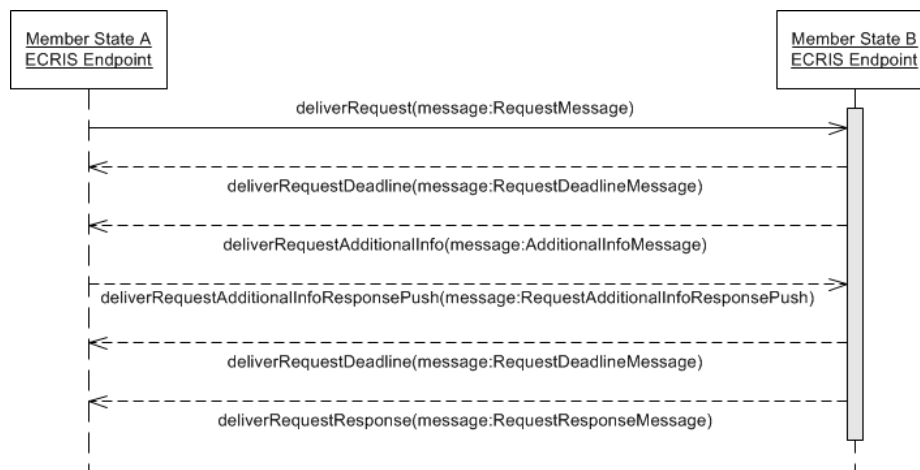 Member State A
ECRIS Endpoint
Member State B
ECRIS Endpoint
deliverRequest(message:RequestMessage)
deliverRequestDeadline(message:RequestDeadlineMessage)
deliverRequestAdditionalInfo(message:AdditionalInfoMessage)
deliverRequestAdditionalInfoResponsePush(message:RequestAdditionalInfoResponsePush)
deliverRequestDeadline(message:RequestDeadlineMessage)
deliverRequestResponse(message:RequestResponseMessage)